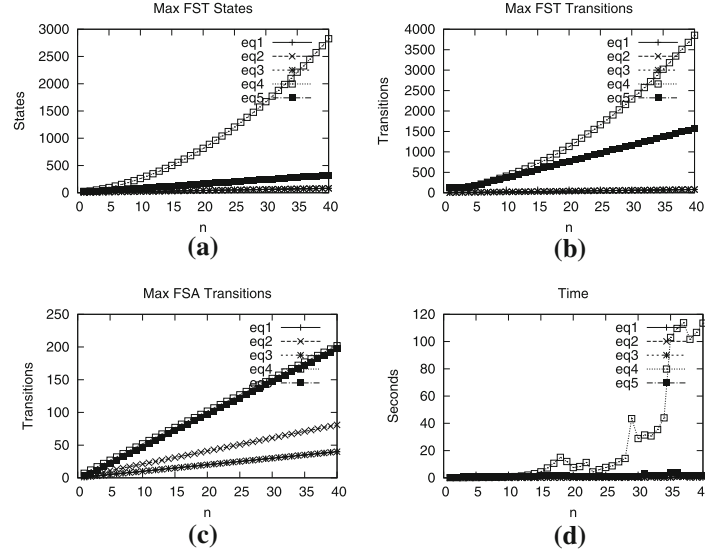 Max FST States
3000
2500
2000
1500
1000
500
0
States
0 5 10 15 20 25 30 35 40
n
eq1
eq2
eq3
eq4
eq5
(a)
Max FST Transitions
4000
3500
3000
2500
2000
1500
1000
500
0
Transitions
0 5 10 15 20 25 30 35 40
n
eq1
eq2
eq3
eq4
eq5
(b)
Max FSA Transitions
250
200
150
100
50
0
Transitions
0 5 10 15 20 25 30 35 40
n
eq1
eq2
eq3
eq4
(c)
Time
120
100
80
60
40
20
0
Seconds
0 5 10 15 20 25 30 35 40
n
eq1
eq2
eq3
eq4
eq5
(d)